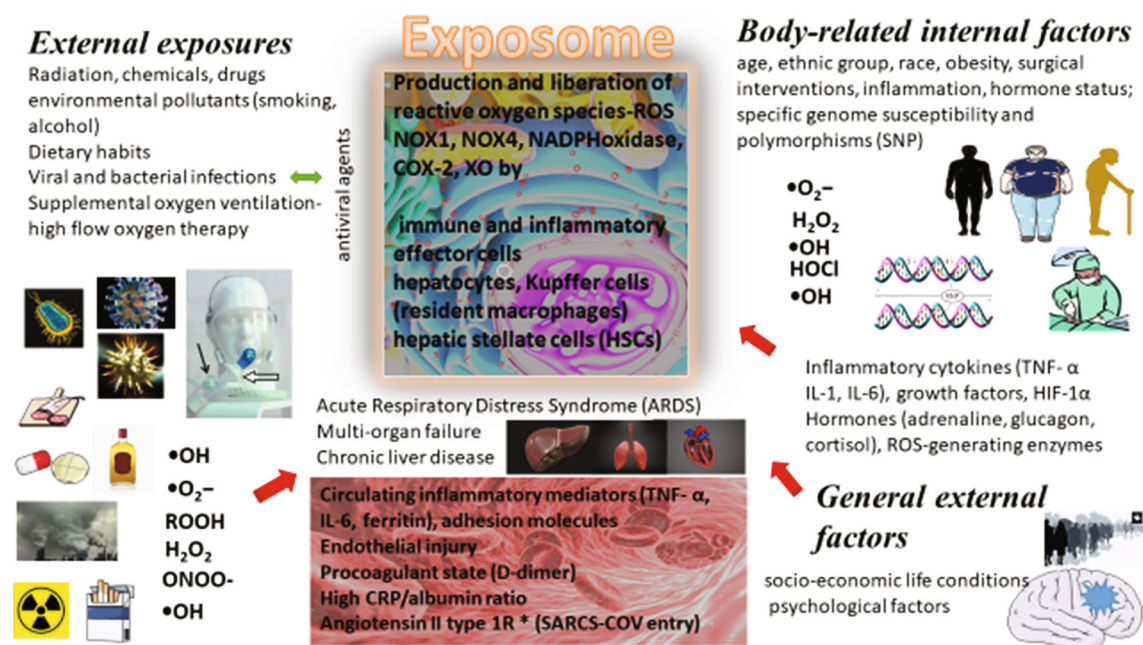 External exposures
Radiation, chemicals, drugs
environmental pollutants (smoking,
alcohol)
Dietary habits
Viral and bacterial infections
Supplemental oxygen ventilation-
high flow oxygen therapy
antiviral agents
Exposome
Production and liberation of
reactive oxygen species-ROS
NOX1, NOX4, NADPHoxidase,
COX-2, XO by
immune and inflammatory
effector cells
hepatocytes, Kupffer cells
(resident macrophages)
hepatic stellate cells (HSCs)
Body-related internal factors
age, ethnic group, race, obesity, surgical
interventions, inflammation, hormone status;
specific genome susceptibility and
polymorphisms (SNP)
•O₂–
H₂O₂
•OH
HOCl
•OH
SNP
Inflammatory cytokines (TNF- α
IL-1, IL-6), growth factors, HIF-1α
Hormones (adrenaline, glucagon,
cortisol), ROS-generating enzymes
Acute Respiratory Distress Syndrome (ARDS)
Multi-organ failure
Chronic liver disease
•OH
•O₂–
ROOH
H₂O₂
ONOO-
•OH
Circulating inflammatory mediators (TNF- α,
IL-6, ferritin), adhesion molecules
Endothelial injury
Procoagulant state (D-dimer)
High CRP/albumin ratio
Angiotensin II type 1R * (SARCS-COV entry)
General external
factors
socio-economic life conditions
psychological factors